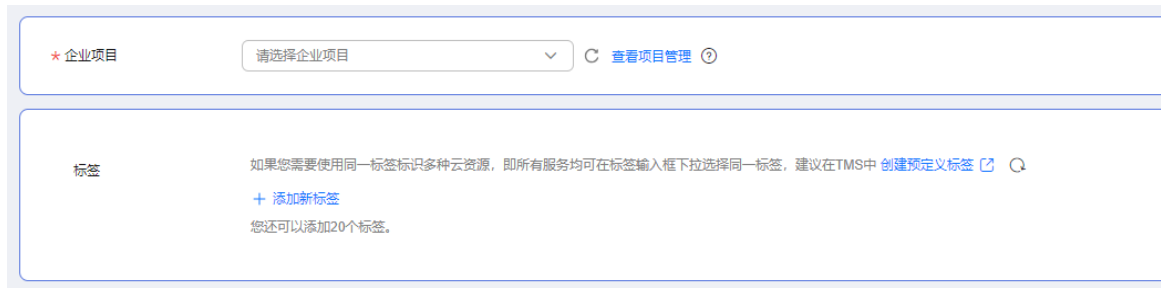 * 企业项目 请选择企业项目 查看项目管理 ?
标签 如果您需要使用同一标签标识多种云资源，即所有服务均可在标签输入框下拉选择同一标签，建议在TMS中 创建预定义标签
+ 添加新标签
您还可以添加20个标签。